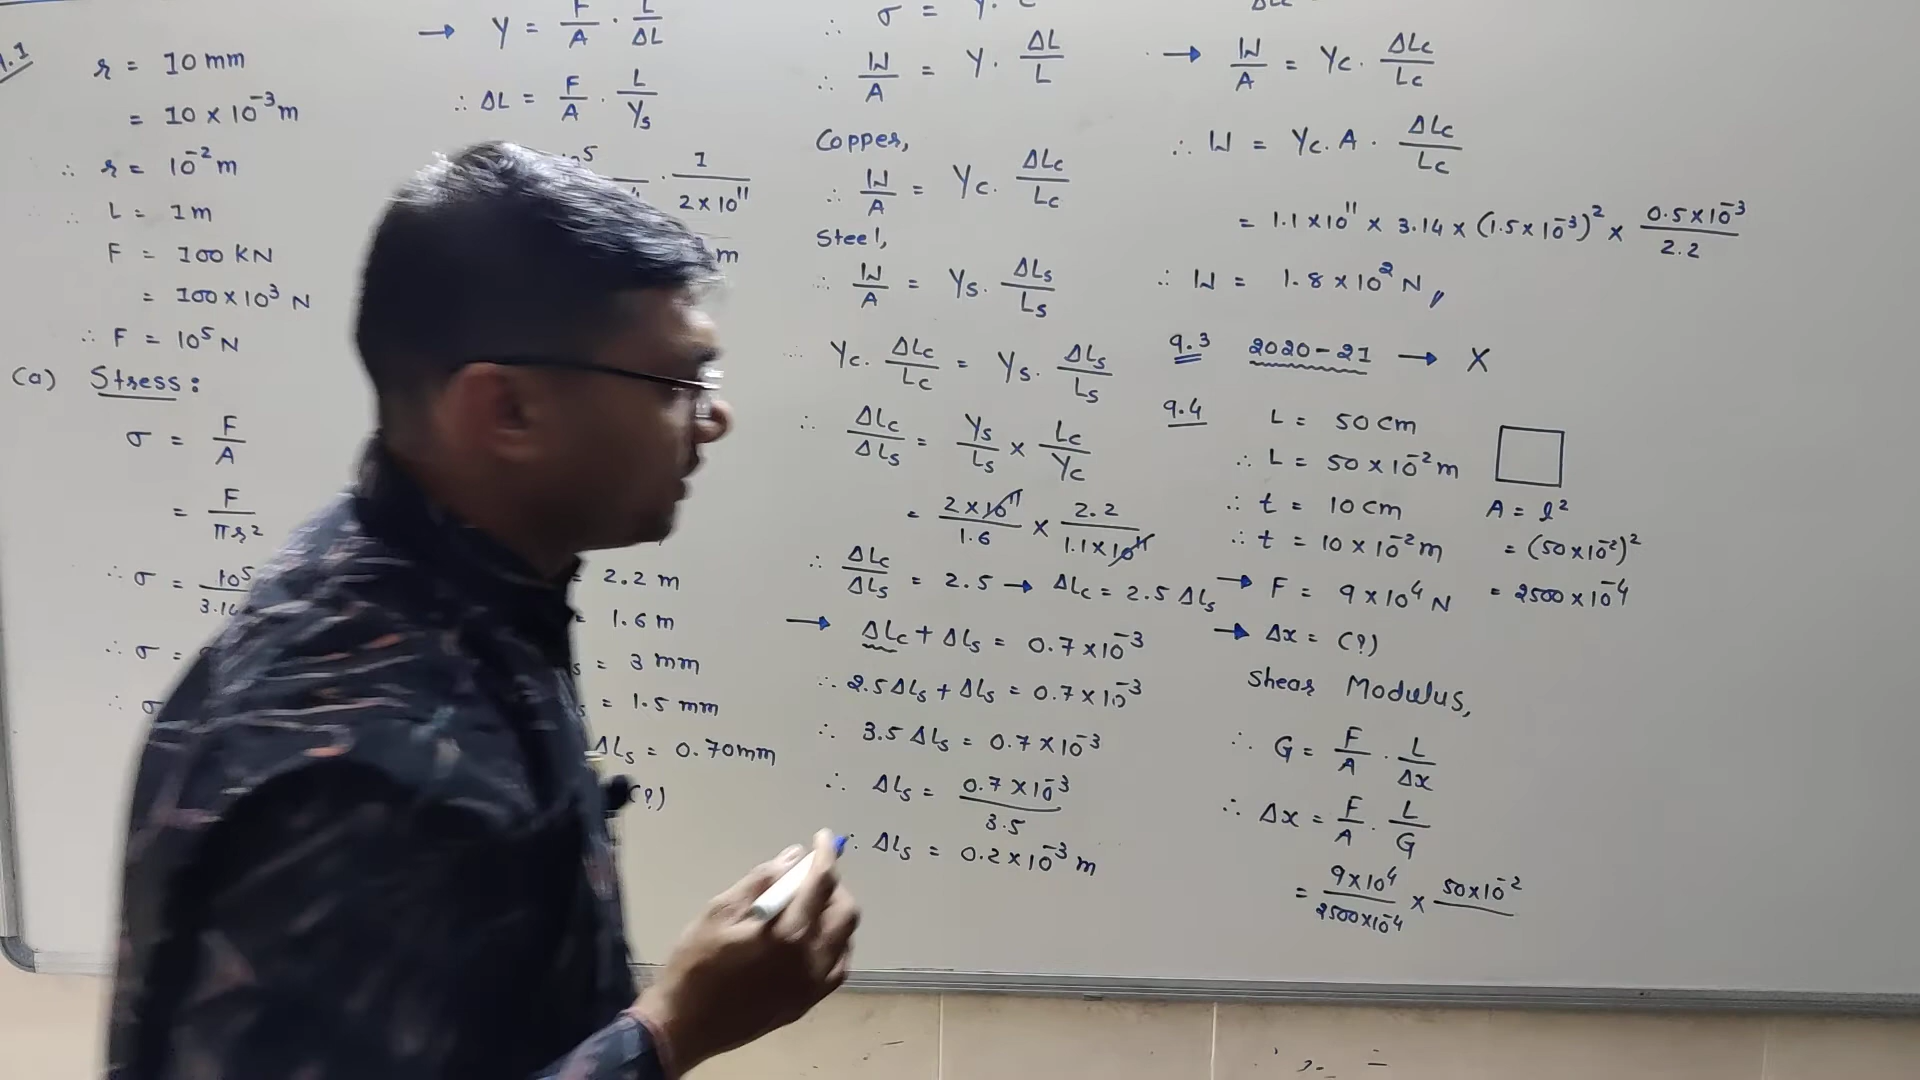 r = 10 mm
= 10 × 10⁻³ m
∴ r = 10⁻² m
∴ L = 1 m
F = 100 KN
= 100 × 10³ N
∴ F = 10⁵ N
(a) Stress:
σ = F/A
= F/πr²
∴ σ = 10⁵/3.14
∴ σ =
∴ σ
→ Y = F/A · L/ΔL
∴ ΔL = F/A · L/Ys
· 1/2 × 10¹¹
m
= 2.2 m
= 1.6 m
= 3 mm
= 1.5 mm
ΔLs = 0.70 mm
(?)
∴ σ = Y.
∴ W/A = Y · ΔL/L
Copper,
∴ W/A = Yc · ΔLc/Lc
Steel,
∴ W/A = Ys · ΔLs/Ls
Yc · ΔLc/Lc = Ys · ΔLs/Ls
∴ ΔLc/ΔLs = Ys/Ls × Lc/Yc
= 2 × 10¹¹/1.6 × 2.2/1.1 × 10¹¹
∴ ΔLc/ΔLs = 2.5 → ΔLc = 2.5 ΔLs
→ ΔLc + ΔLs = 0.7 × 10⁻³
∴ 2.5 ΔLs + ΔLs = 0.7 × 10⁻³
∴ 3.5 ΔLs = 0.7 × 10⁻³
∴ ΔLs = 0.7 × 10⁻³/3.5
∴ ΔLs = 0.2 × 10⁻³ m
→ W/A = Yc · ΔLc/Lc
∴ W = Yc · A · ΔLc/Lc
= 1.1 × 10¹¹ × 3.14 × (1.5 × 10⁻³)² × 0.5 × 10⁻³/2.2
∴ W = 1.8 × 10² N,
9.3 2020-21 → X
9.4 L = 50 cm
∴ L = 50 × 10⁻² m
∴ t = 10 cm
∴ t = 10 × 10⁻² m
→ F = 9 × 10⁴ N
→ Δx = (?)
A = l²
= (50 × 10⁻²)²
= 2500 × 10⁻⁴
Shear Modulus,
∴ G = F/A · L/Δx
∴ Δx = F/A · L/G
= 9 × 10⁴/2500 × 10⁻⁴ × 50 × 10⁻²